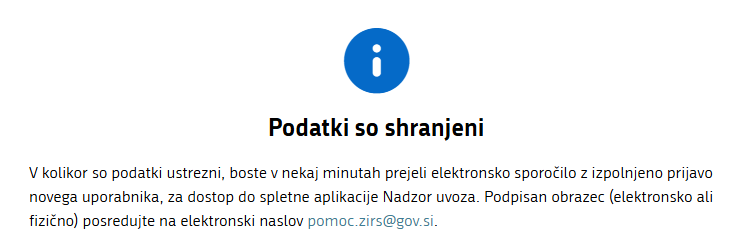 Podatki so shranjeni
V kolikor so podatki ustrezni, boste v nekaj minutah prejeli elektronsko sporočilo z izpolnjeno prijavo
novega uporabnika, za dostop do spletne aplikacije Nadzor uvoza. Podpisan obrazec (elektronsko ali
fizično) posredujte na elektronski naslov pomoc.zirs@gov.si.